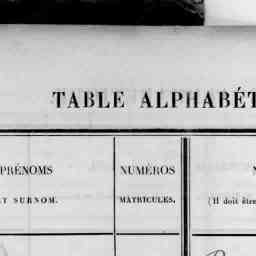 TABLE ALPHABÉT
PRÉNOMS
ET SURNOM.
NUMÉROS
MATRICULES.
(Il doit être